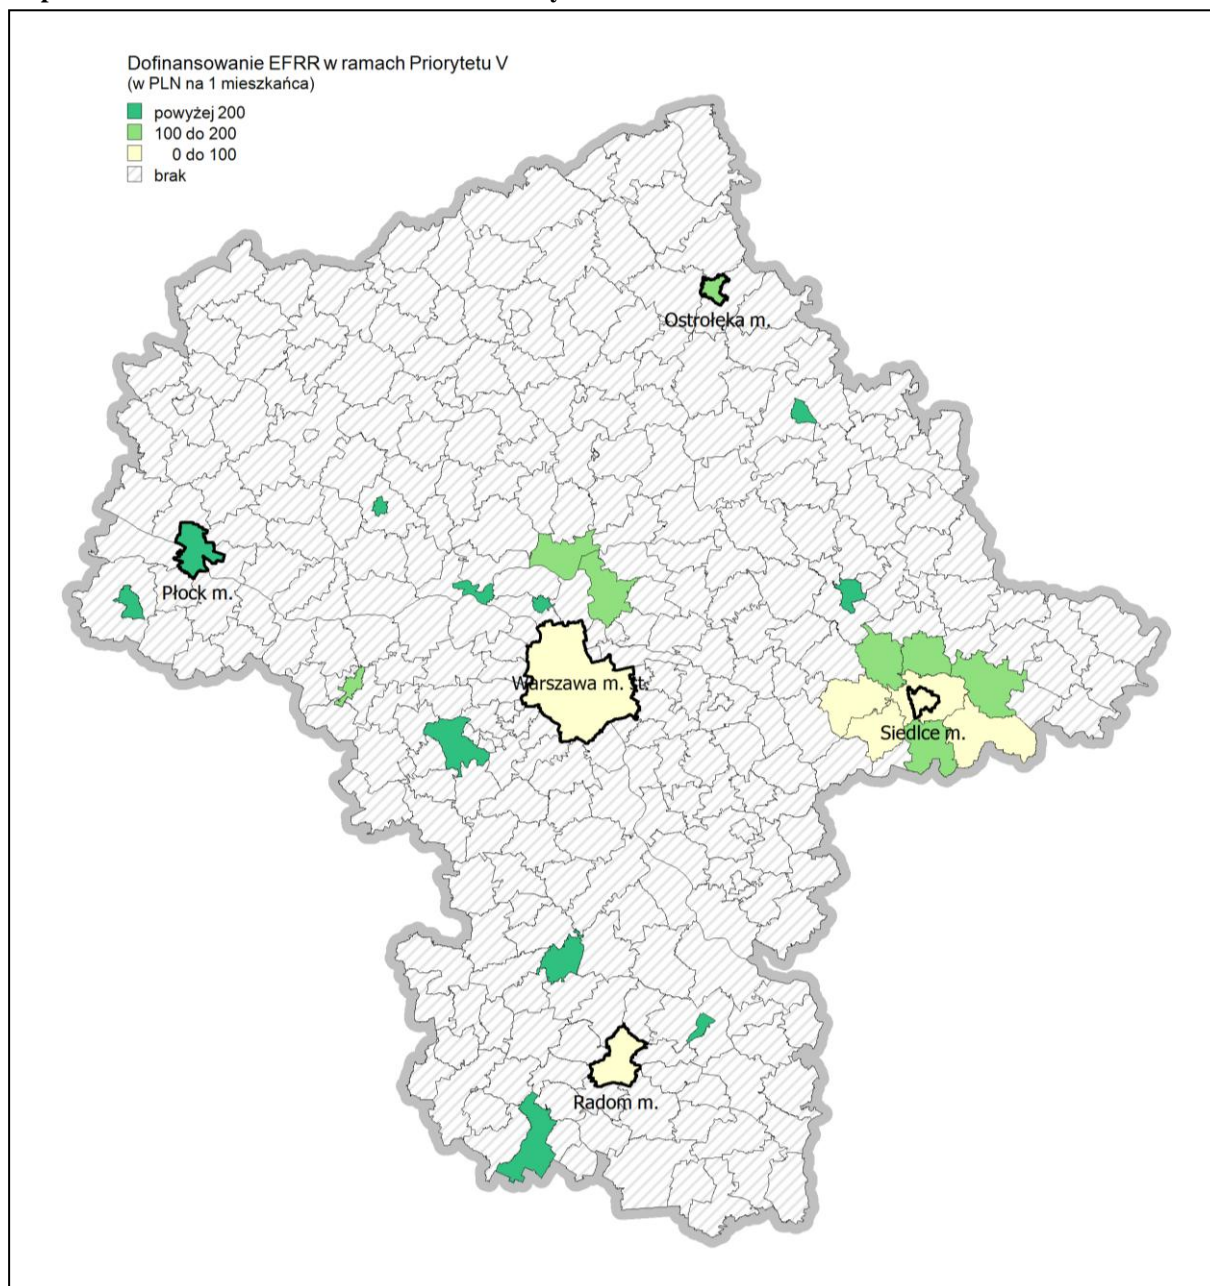 Dofinansowanie EFRR w ramach Priorytetu V
(w PLN na 1 mieszkańca)
powyżej 200
100 do 200
0 do 100
brak
Ostrołęka m.
Płock m.
Warszawa m. st.
Siedlce m.
Radom m.